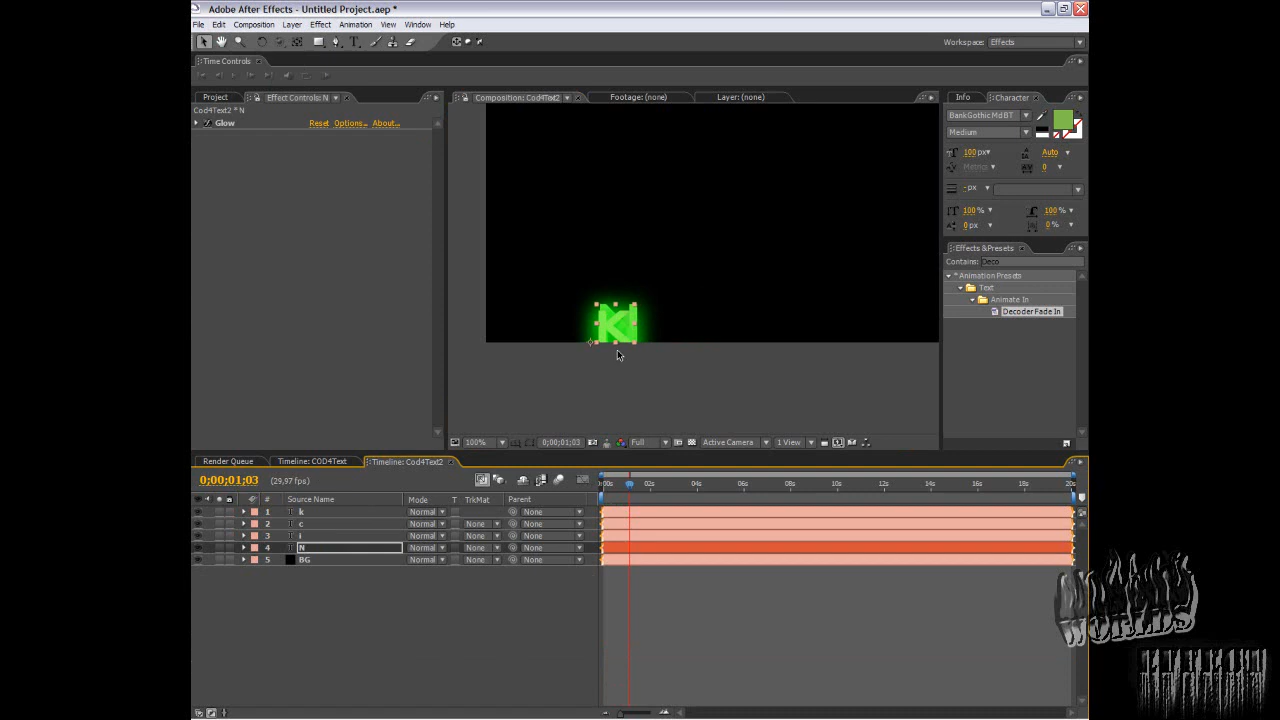 Adobe After Effects - Untitled Project.aep *
File Edit Composition Layer Effect Animation View Window Help
Workspace: Effects
Time Controls
Project Effect Controls: N
Composition: Cod4Text2 Footage: (none) Layer: (none)
Info Character
Cod4Text2 * N
Glow Reset Options... About...
BankGothic Md BT
Medium
100 px Auto
Metrics 0
- px
100 % 100 %
0 px 0 %
Effects & Presets
Contains: Deco
* Animation Presets
Text
Animate In
Decoder Fade In
K
100% 0;00;01;03 Full Active Camera 1 View
Render Queue Timeline: COD4Text Timeline: Cod4Text2
0;00;01;03 (29,97 fps)
:00s 02s 04s 06s 08s 10s 12s 14s 16s 18s 20s
# Source Name Mode T TrkMat Parent
1 T k Normal None
2 T c Normal None None
3 T i Normal None None
4 T N Normal None None
5 BG Normal None None
WORLDS